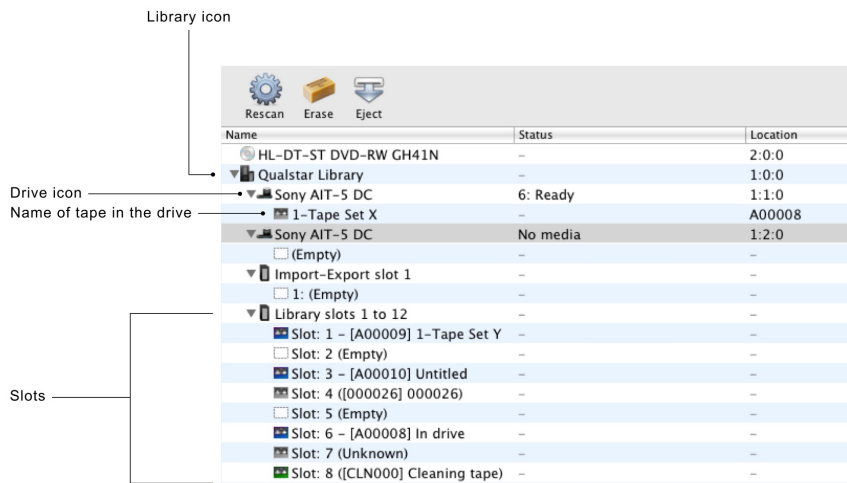 Library icon
Rescan Erase Eject
Name Status Location
HL-DT-ST DVD-RW GH41N – 2:0:0
Qualstar Library – 1:0:0
Drive icon Sony AIT-5 DC 6: Ready 1:1:0
Name of tape in the drive 1-Tape Set X – A00008
Sony AIT-5 DC No media 1:2:0
(Empty) – –
Import-Export slot 1 – –
1: (Empty) – –
Library slots 1 to 12 – –
Slot: 1 – [A00009] 1-Tape Set Y – –
Slot: 2 (Empty) – –
Slot: 3 – [A00010] Untitled – –
Slots Slot: 4 ([000026] 000026) – –
Slot: 5 (Empty) – –
Slot: 6 – [A00008] In drive – –
Slot: 7 (Unknown) – –
Slot: 8 ([CLN000] Cleaning tape) – –